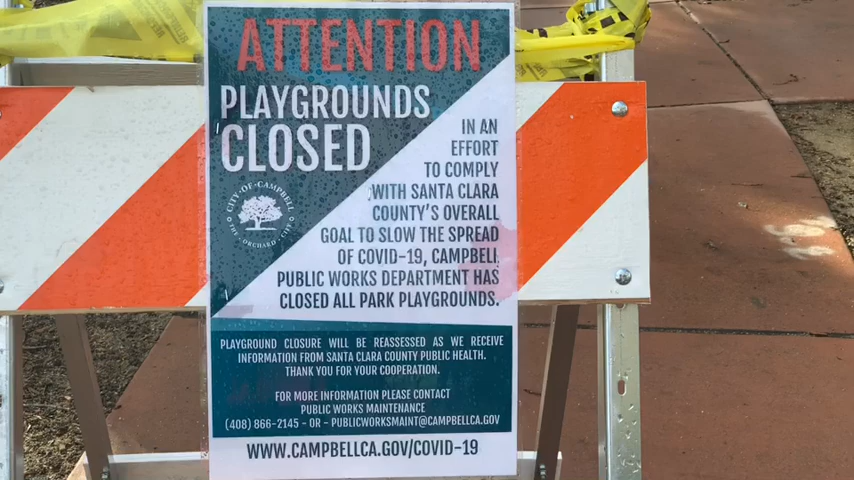 ATTENTION
PLAYGROUNDS
CLOSED
CITY·OF·CAMPBELL
THE·ORCHARD·CITY
IN AN
EFFORT
TO COMPLY
WITH SANTA CLARA
COUNTY'S OVERALL
GOAL TO SLOW THE SPREAD
OF COVID-19, CAMPBELL
PUBLIC WORKS DEPARTMENT HAS
CLOSED ALL PARK PLAYGROUNDS.
PLAYGROUND CLOSURE WILL BE REASSESSED AS WE RECEIVE
INFORMATION FROM SANTA CLARA COUNTY PUBLIC HEALTH.
THANK YOU FOR YOUR COOPERATION.
FOR MORE INFORMATION PLEASE CONTACT
PUBLIC WORKS MAINTENANCE
(408) 866-2145 - OR - PUBLICWORKSMAINT@CAMPBELLCA.GOV
WWW.CAMPBELLCA.GOV/COVID-19